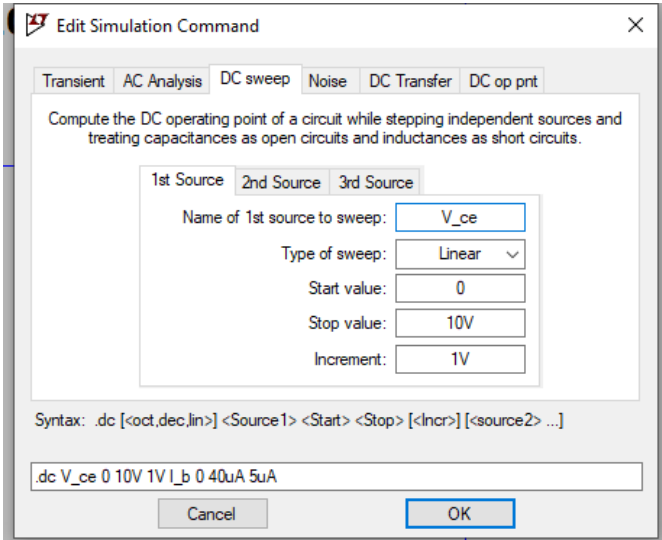 Edit Simulation Command
Transient AC Analysis DC sweep Noise DC Transfer DC op pnt
Compute the DC operating point of a circuit while stepping independent sources and
treating capacitances as open circuits and inductances as short circuits.
1st Source 2nd Source 3rd Source
Name of 1st source to sweep: V_ce
Type of sweep: Linear
Start value: 0
Stop value: 10V
Increment: 1V
Syntax: .dc [<oct,dec,lin>] <Source1> <Start> <Stop> [<Incr>] [<source2> ...]
.dc V_ce 0 10V 1V I_b 0 40uA 5uA
Cancel OK